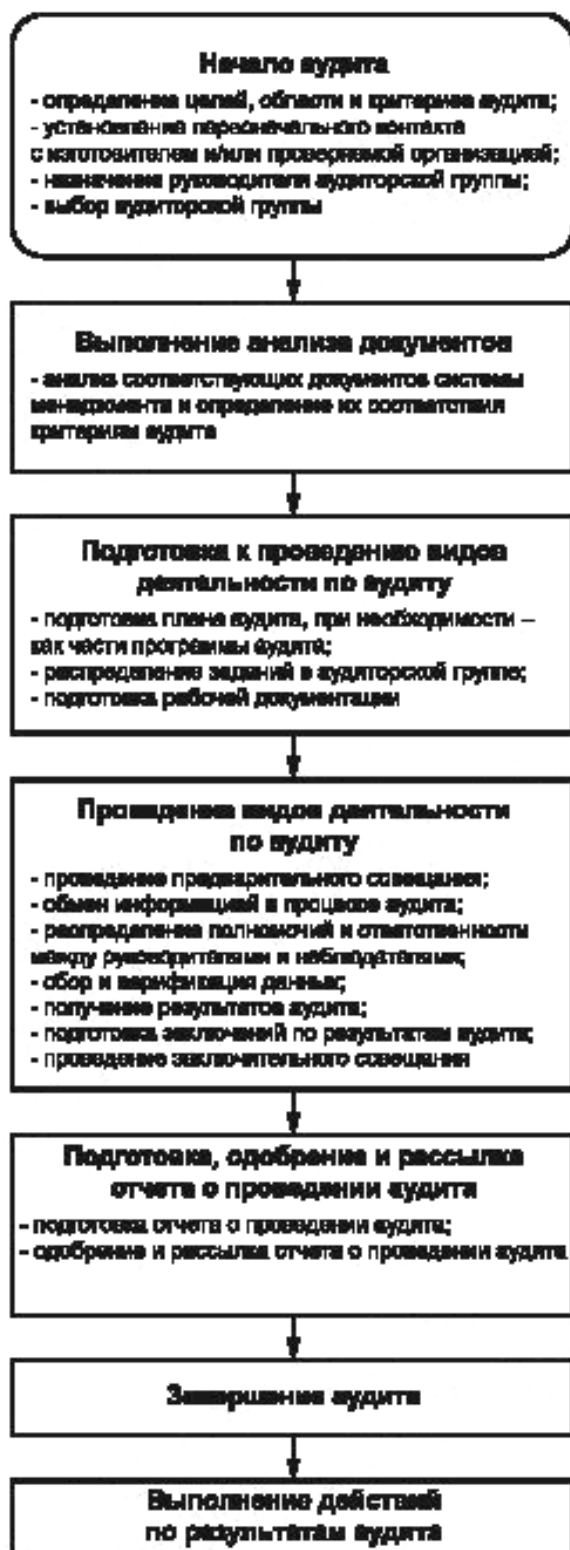 Начало аудита
- определение целей, области и критериев аудита;
- установление первоначального контакта
с изготовителем и/или проверяемой организацией;
- назначение руководителя аудиторской группы;
- выбор аудиторской группы
Выполнение анализа документов
- анализ соответствующих документов системы
менеджмента и определение их соответствия
критериям аудита
Подготовка к проведению видов
деятельности по аудиту
- подготовка плана аудита, при необходимости –
как части программы аудита;
- распределение заданий в аудиторской группе;
- подготовка рабочей документации
Проведение видов деятельности
по аудиту
- проведение предварительного совещания;
- обмен информацией в процессе аудита;
- распределение полномочий и ответственности
между руководителями и наблюдателями;
- сбор и верификация данных;
- получение результатов аудита;
- подготовка заключений по результатам аудита;
- проведение заключительного совещания
Подготовка, одобрение и рассылка
отчета о проведении аудита
- подготовка отчета о проведении аудита;
- одобрение и рассылка отчета о проведении аудита
Завершение аудита
Выполнение действий
по результатам аудита